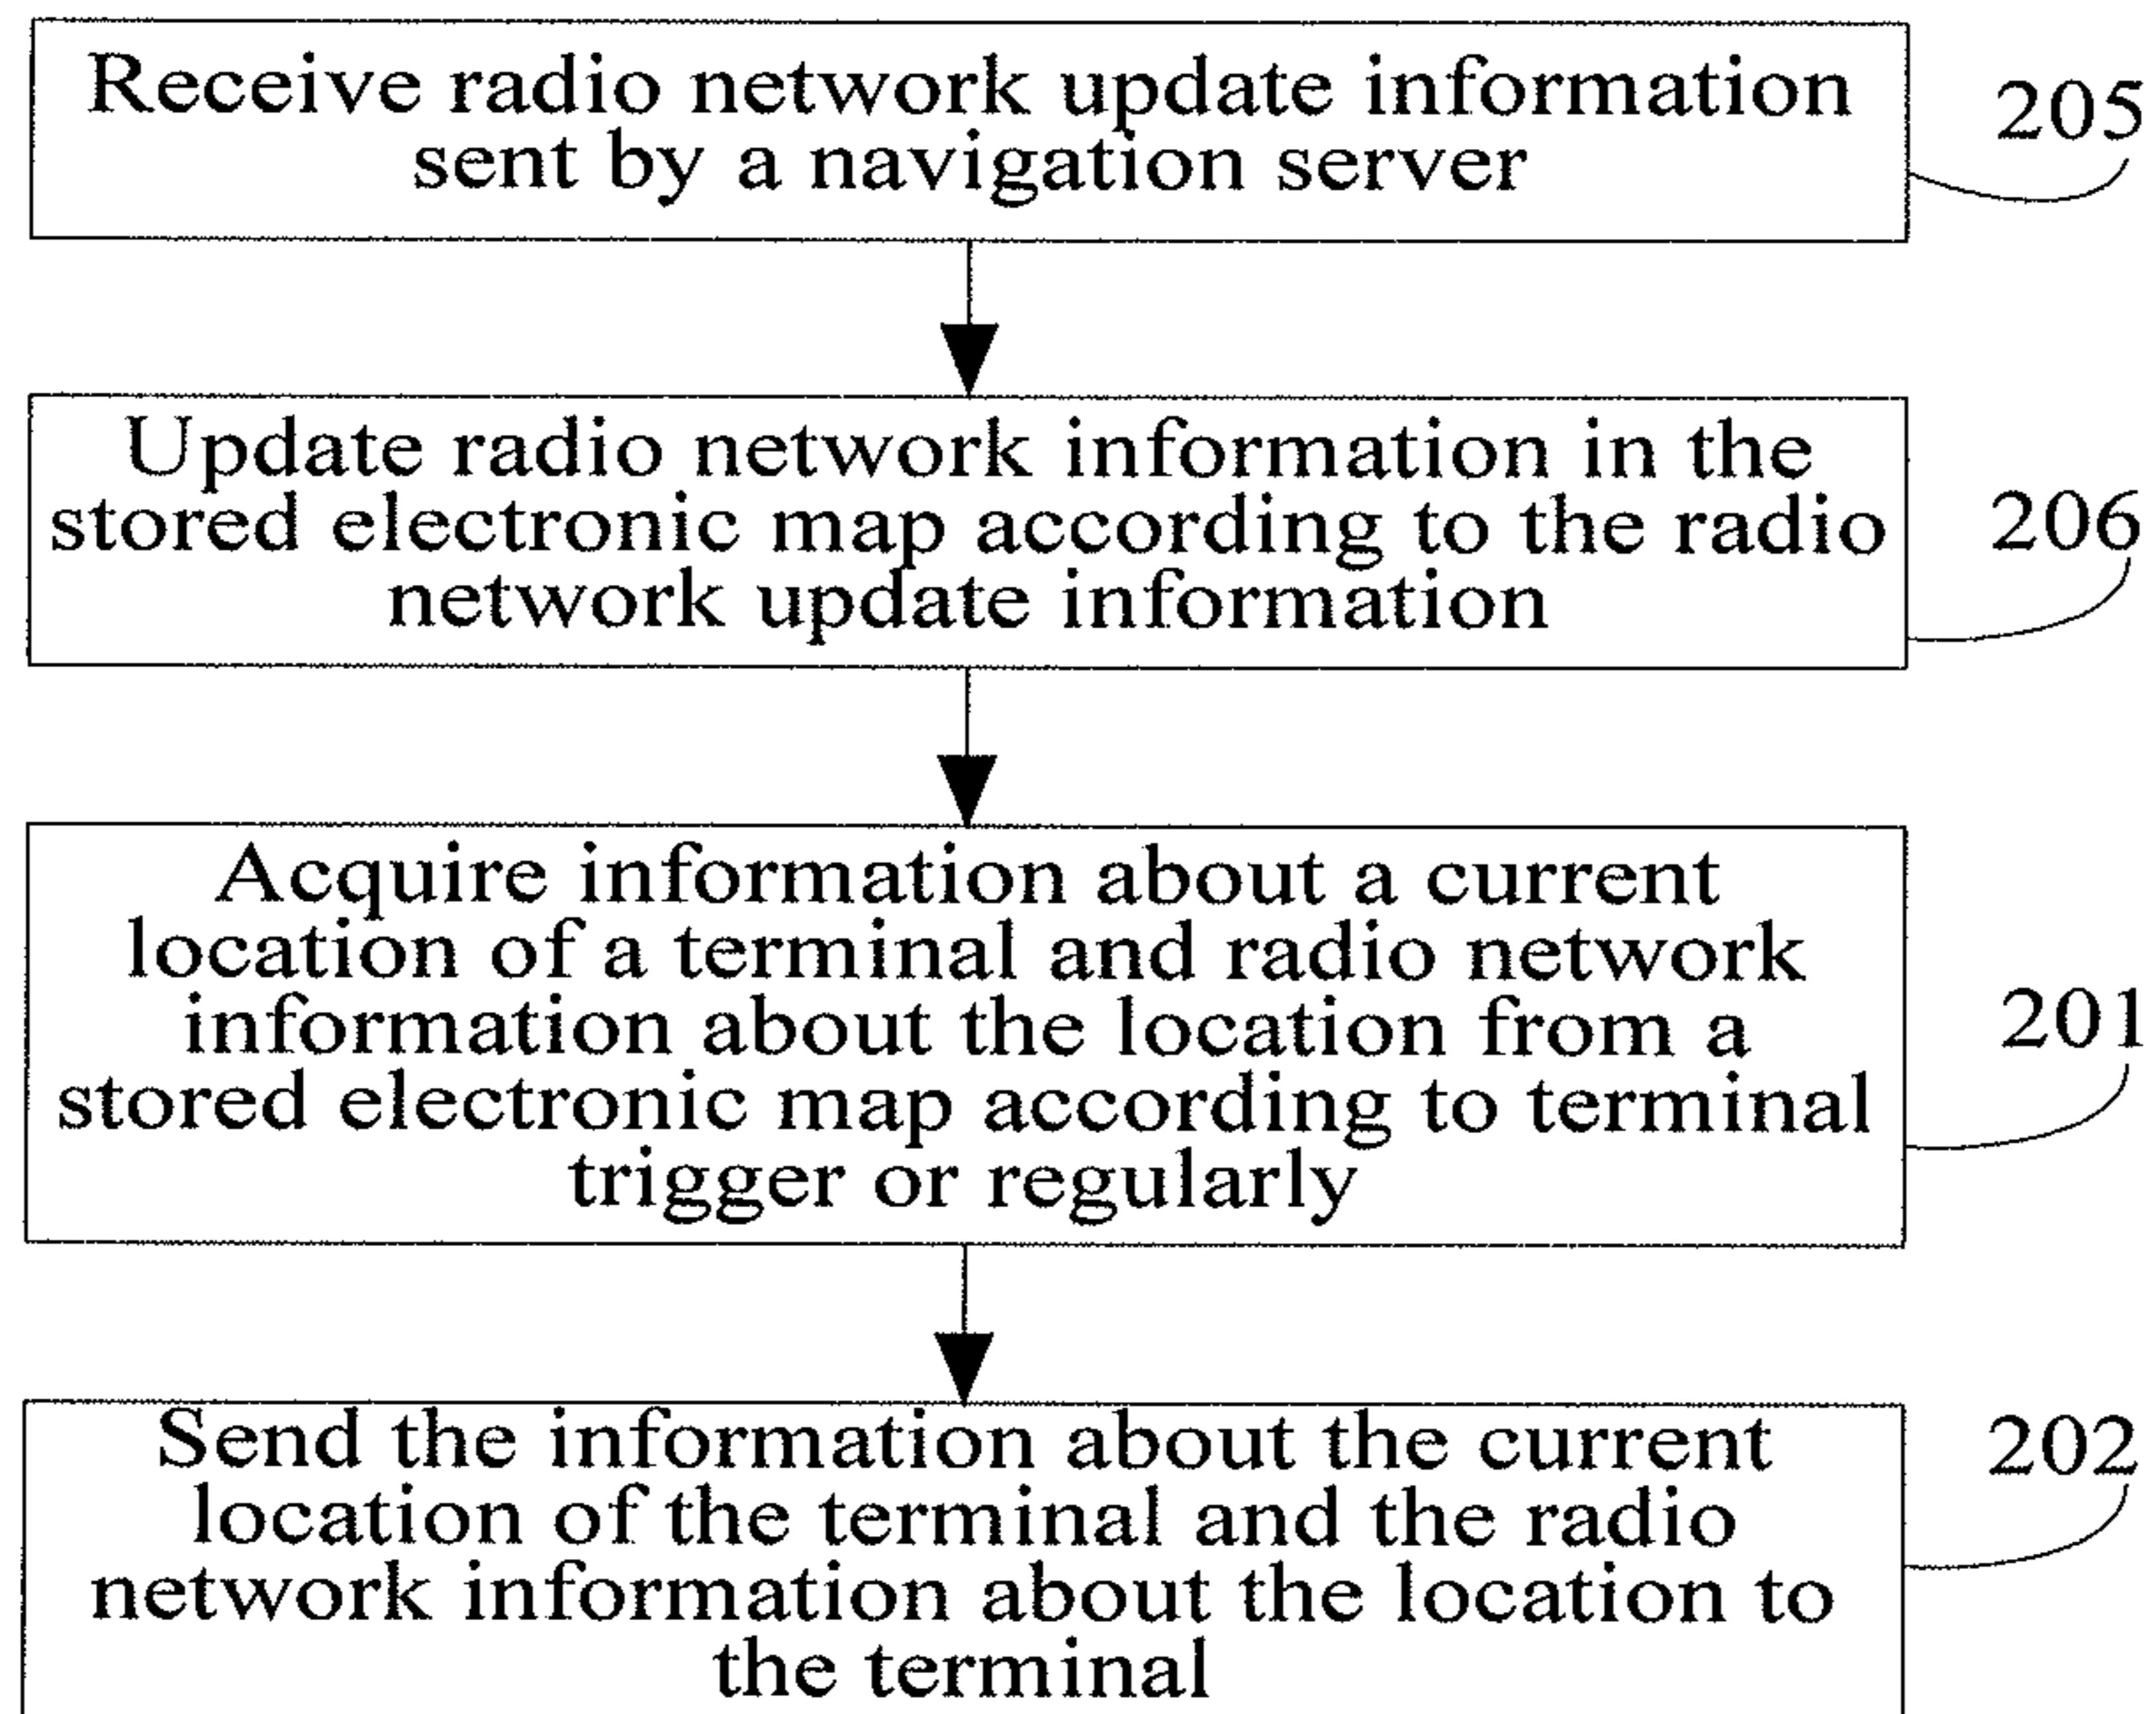 Receive radio network update information
sent by a navigation server
205
Update radio network information in the
stored electronic map according to the radio
network update information
206
Acquire information about a current
location of a terminal and radio network
information about the location from a
stored electronic map according to terminal
trigger or regularly
201
Send the information about the current
location of the terminal and the radio
network information about the location to
the terminal
202